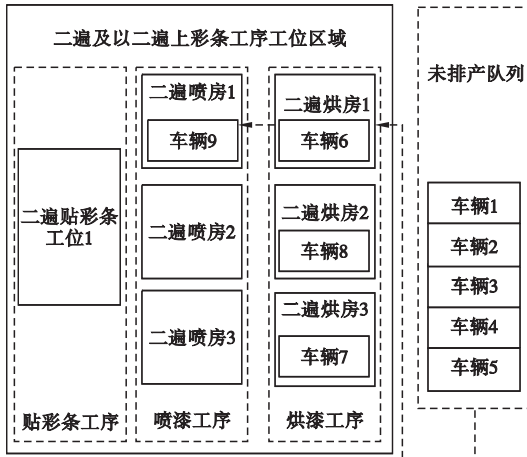 二遍及以二遍上彩条工序工位区域
二遍贴彩条
工位1
贴彩条工序
二遍喷房1
车辆9
二遍喷房2
二遍喷房3
喷漆工序
二遍烘房1
车辆6
二遍烘房2
车辆8
二遍烘房3
车辆7
烘漆工序
未排产队列
车辆1
车辆2
车辆3
车辆4
车辆5